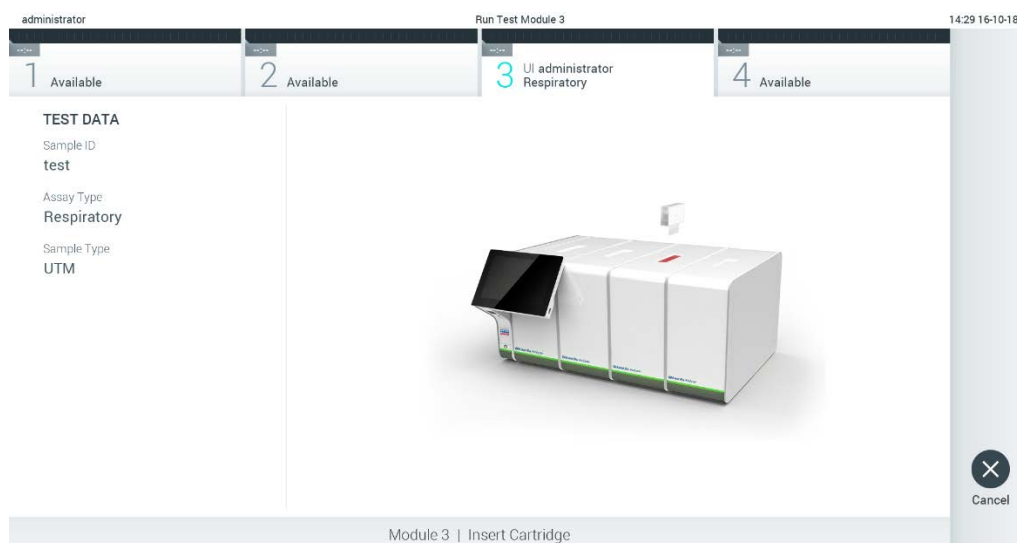 administrator
Run Test Module 3
14:29 16-10-18
--:--
--:--
--:--
1 Available
2 Available
3 UI administrator
Respiratory
4 Available
TEST DATA
Sample ID
test
Assay Type
Respiratory
Sample Type
UTM
Cancel
Module 3 | Insert Cartridge